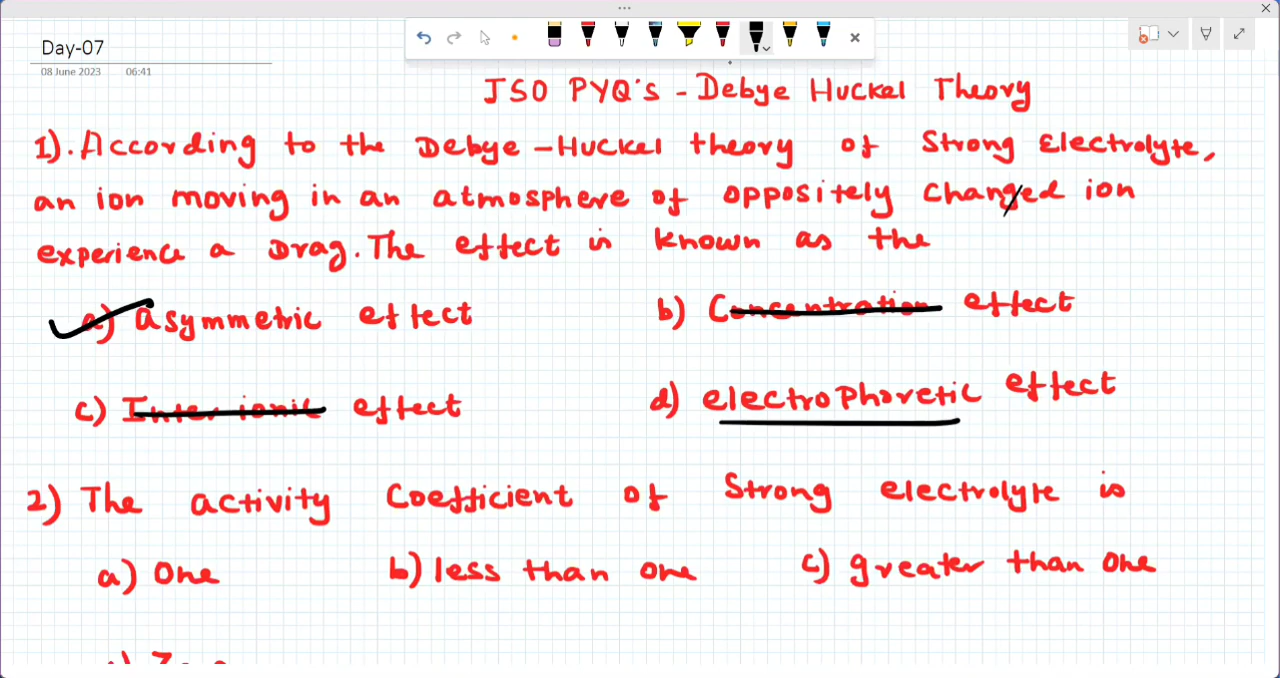 Day-07
08 June 2023 06:41
JSO PYQ's - Debye Huckel Theory
1). According to the Debye-Huckel theory of Strong Electrolyte,
an ion moving in an atmosphere of oppositely changed ion
experience a Drag. The effect is known as the
a) asymmetric effect b) Concentration effect
c) Inter ionic effect d) electrophoretic effect
2) The activity Coefficient of Strong electrolyte is
a) One b) less than one c) greater than one